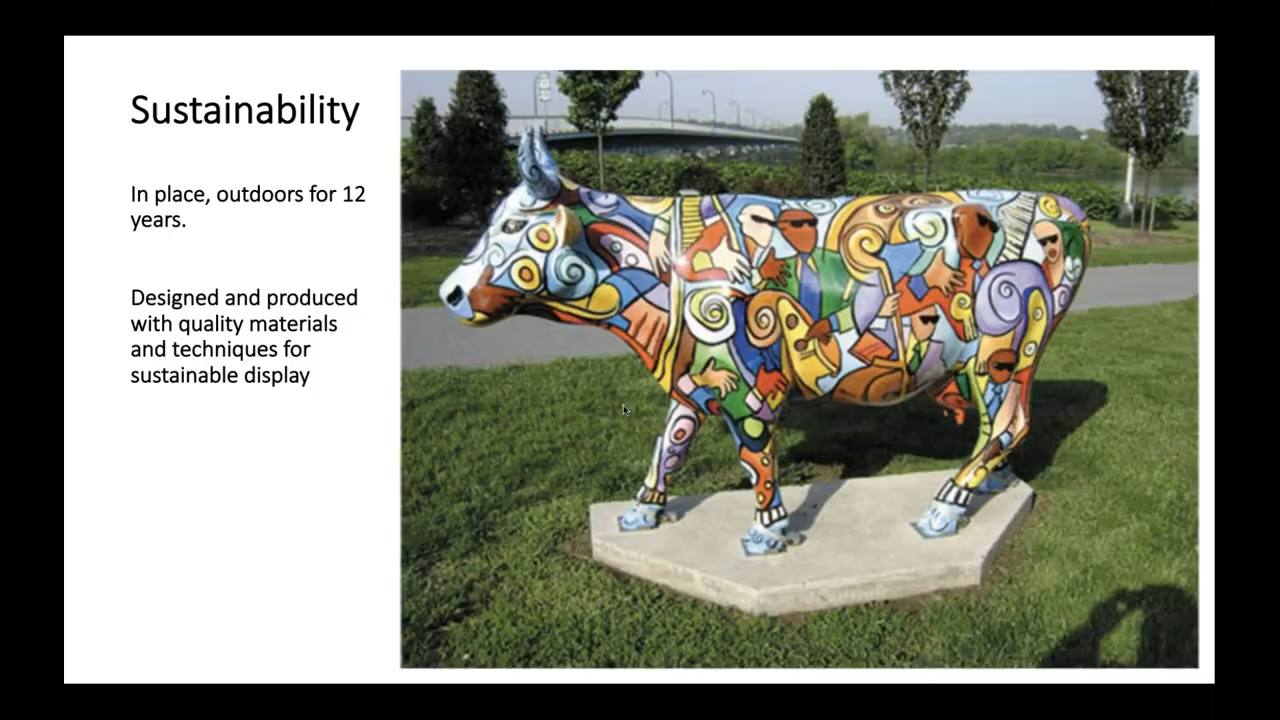 Sustainability
In place, outdoors for 12
years.
Designed and produced
with quality materials
and techniques for
sustainable display